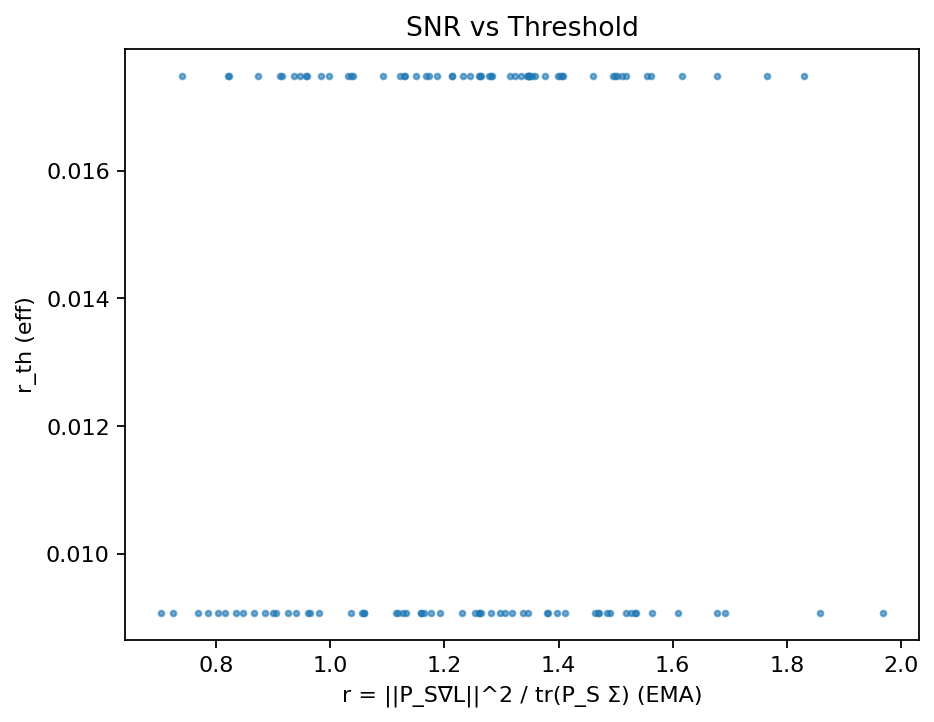 SNR vs Threshold
r_th (eff)
0.016
0.014
0.012
0.010
0.8 1.0 1.2 1.4 1.6 1.8 2.0
r = ||P_S∇L||^2 / tr(P_S Σ) (EMA)